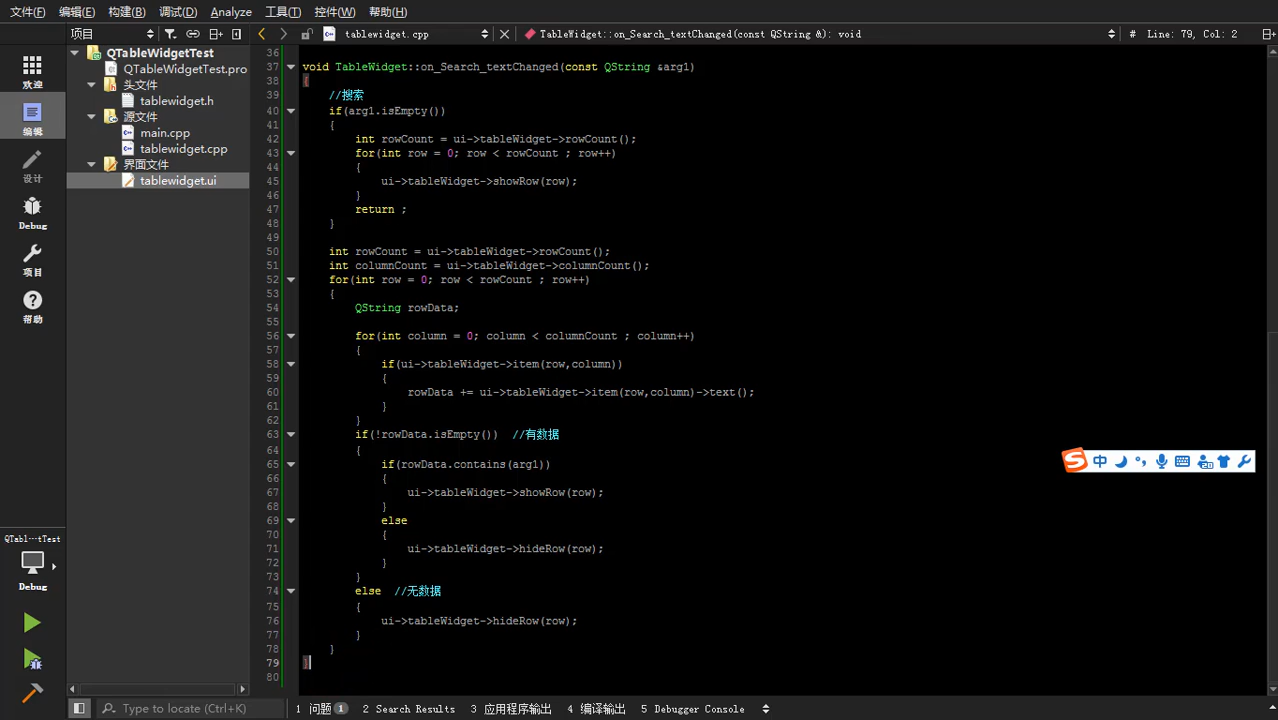 文件(F) 编辑(E) 构建(B) 调试(D) Analyze 工具(T) 控件(W) 帮助(H)
项目 tablewidget.cpp TableWidget::on_Search_textChanged(const QString &): void # Line: 79, Col: 2
欢迎
编辑
设计
Debug
项目
帮助
QTabl···tTest
Debug
QTableWidgetTest
QTableWidgetTest.pro
头文件
tablewidget.h
源文件
main.cpp
tablewidget.cpp
界面文件
tablewidget.ui
36
37 void TableWidget::on_Search_textChanged(const QString &arg1)
38 {
39 //搜索
40 if(arg1.isEmpty())
41 {
42 int rowCount = ui->tableWidget->rowCount();
43 for(int row = 0; row < rowCount ; row++)
44 {
45 ui->tableWidget->showRow(row);
46 }
47 return ;
48 }
49
50 int rowCount = ui->tableWidget->rowCount();
51 int columnCount = ui->tableWidget->columnCount();
52 for(int row = 0; row < rowCount ; row++)
53 {
54 QString rowData;
55
56 for(int column = 0; column < columnCount ; column++)
57 {
58 if(ui->tableWidget->item(row,column))
59 {
60 rowData += ui->tableWidget->item(row,column)->text();
61 }
62 }
63 if(!rowData.isEmpty()) //有数据
64 {
65 if(rowData.contains(arg1))
66 {
67 ui->tableWidget->showRow(row);
68 }
69 else
70 {
71 ui->tableWidget->hideRow(row);
72 }
73 }
74 else //无数据
75 {
76 ui->tableWidget->hideRow(row);
77 }
78 }
79 }
80
中
Type to locate (Ctrl+K) 1 问题 1 2 Search Results 3 应用程序输出 4 编译输出 5 Debugger Console